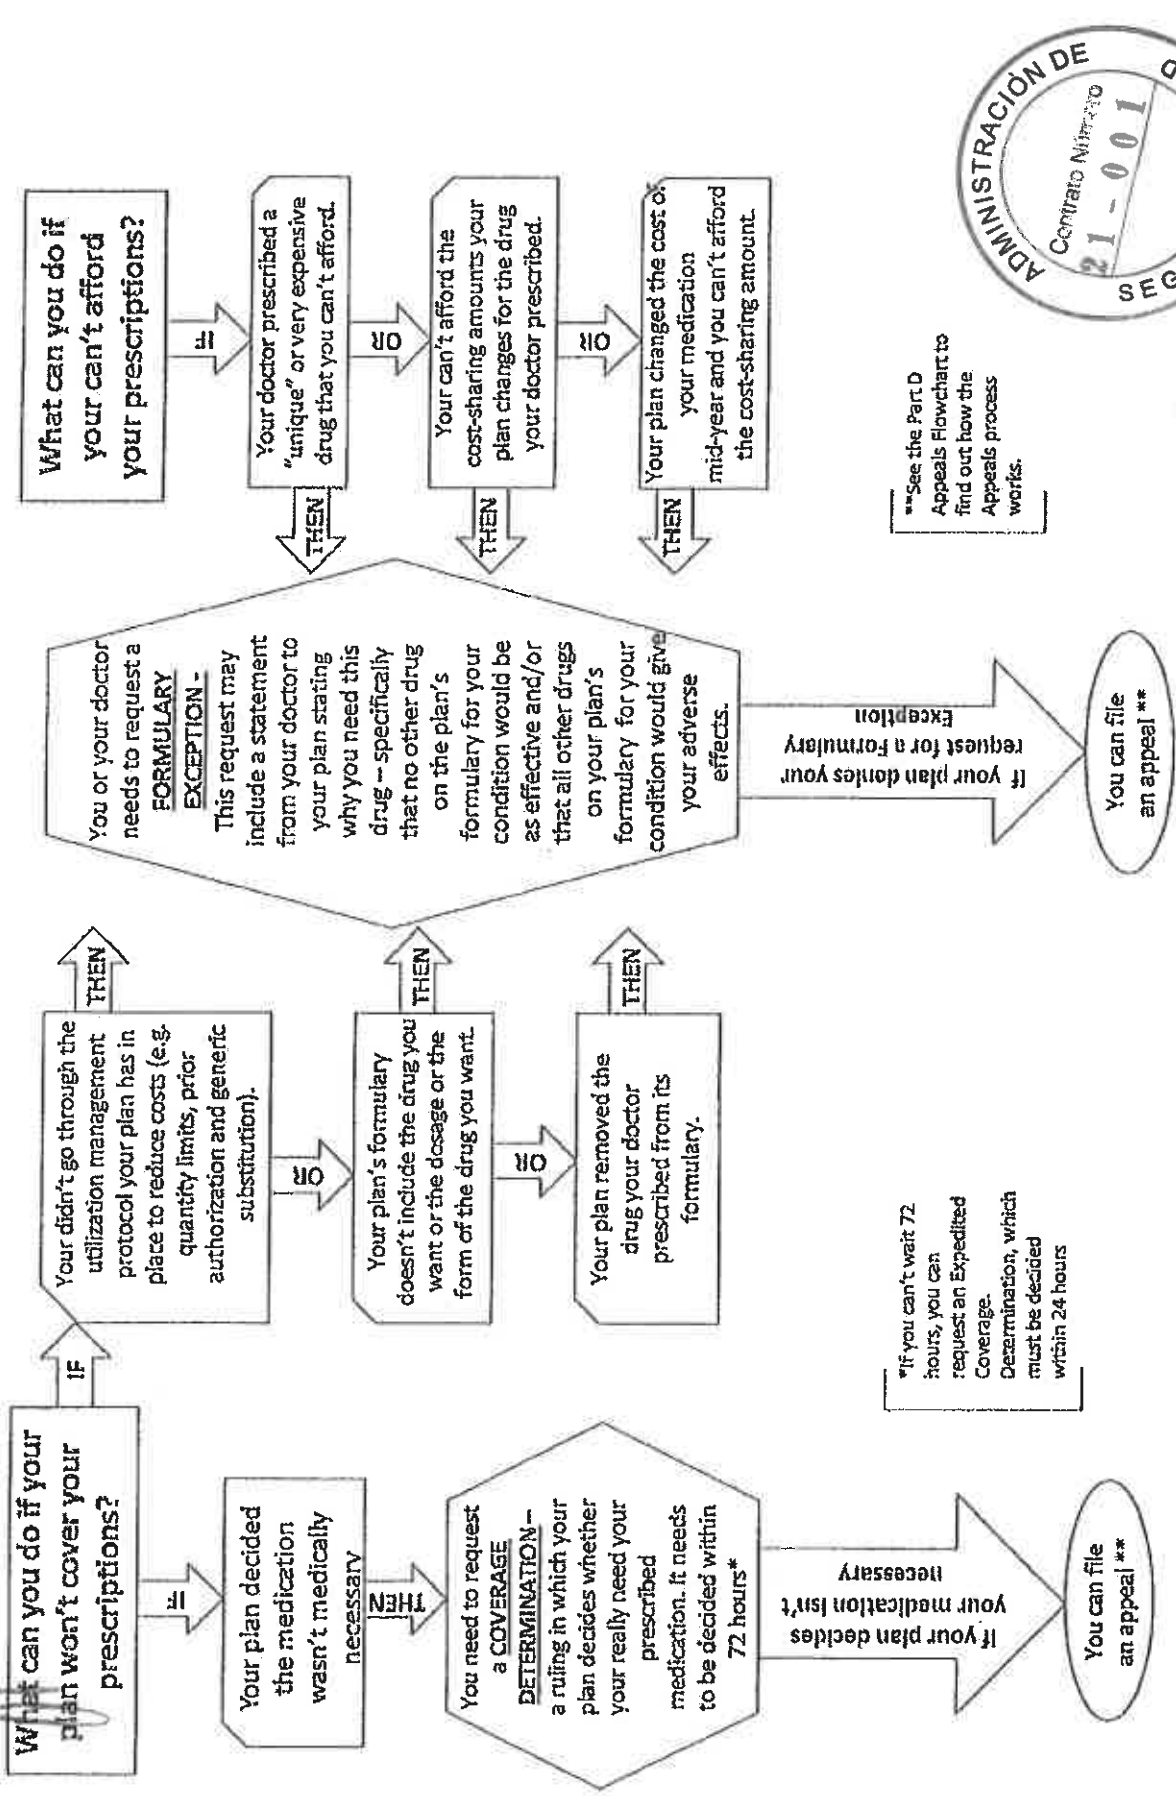 What can you do if your
plan won't cover your
prescriptions?
IF
Your plan decided
the medication
wasn't medically
necessary
THEN
You need to request
a COVERAGE
DETERMINATION –
a ruling in which your
plan decides whether
your really need your
prescribed
medication. It needs
to be decided within
72 hours*
If your plan decides
your medication isn't
necessary
You can file
an appeal **
IF
Your didn't go through the
utilization management
protocol your plan has in
place to reduce costs (e.g.
quantity limits, prior
authorization and generic
substitution).
THEN
OR
Your plan's formulary
doesn't include the drug you
want or the dosage or the
form of the drug you want.
THEN
OR
Your plan removed the
drug your doctor
prescribed from its
formulary.
THEN
*If you can't wait 72
hours, you can
request an Expedited
Coverage.
Determination, which
must be decided
within 24 hours
You or your doctor
needs to request a
FORMULARY
EXCEPTION -
This request may
include a statement
from your doctor to
your plan stating
why you need this
drug – specifically
that no other drug
on the plan's
formulary for your
condition would be
as effective and/or
that all other drugs
on your plan's
formulary for your
condition would give
your adverse
effects.
If your plan denies your
request for a Formulary
Exception
You can file
an appeal **
What can you do if
your can't afford
your prescriptions?
IF
Your doctor prescribed a
"unique" or very expensive
drug that you can't afford.
THEN
OR
Your can't afford the
cost-sharing amounts your
plan changes for the drug
your doctor prescribed.
THEN
OR
Your plan changed the cost of
your medication
mid-year and you can't afford
the cost-sharing amount.
THEN
**See the Part D
Appeals Flowchart to
find out how the
Appeals process
works.
ADMINISTRACIÓN DE
Contrato Número
21-001
SEG